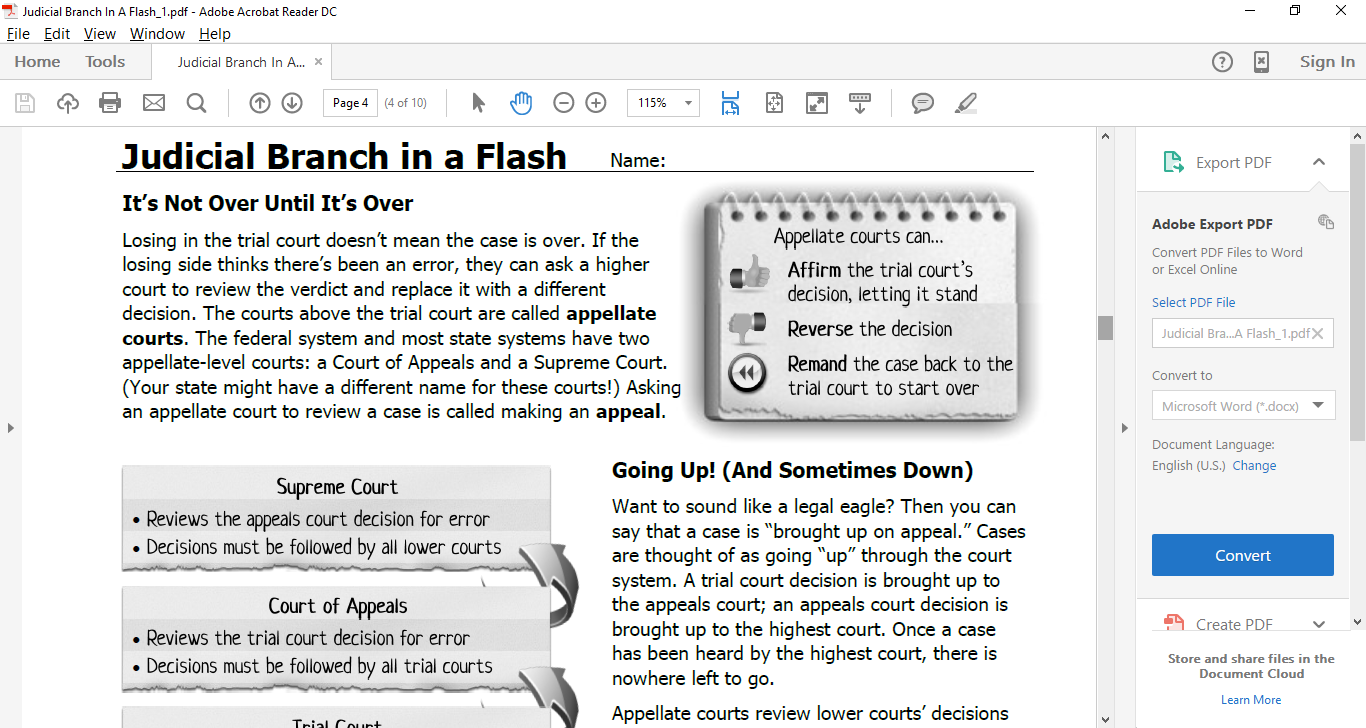 Judicial Branch In A Flash_1.pdf - Adobe Acrobat Reader DC
File Edit View Window Help
Home Tools Judicial Branch In A... × Sign In
Page 4 (4 of 10) 115%
Judicial Branch in a Flash Name:
It's Not Over Until It's Over
Losing in the trial court doesn't mean the case is over. If the
losing side thinks there's been an error, they can ask a higher
court to review the verdict and replace it with a different
decision. The courts above the trial court are called appellate
courts. The federal system and most state systems have two
appellate-level courts: a Court of Appeals and a Supreme Court.
(Your state might have a different name for these courts!) Asking
an appellate court to review a case is called making an appeal.
Appellate courts can...
Affirm the trial court's
decision, letting it stand
Reverse the decision
Remand the case back to the
trial court to start over
Supreme Court
• Reviews the appeals court decision for error
• Decisions must be followed by all lower courts
Court of Appeals
• Reviews the trial court decision for error
• Decisions must be followed by all trial courts
Trial Court
Going Up! (And Sometimes Down)
Want to sound like a legal eagle? Then you can
say that a case is "brought up on appeal." Cases
are thought of as going "up" through the court
system. A trial court decision is brought up to
the appeals court; an appeals court decision is
brought up to the highest court. Once a case
has been heard by the highest court, there is
nowhere left to go.
Appellate courts review lower courts' decisions
Export PDF
Adobe Export PDF
Convert PDF Files to Word
or Excel Online
Select PDF File
Judicial Bra...A Flash_1.pdf
Convert to
Microsoft Word (*.docx)
Document Language:
English (U.S.) Change
Convert
Create PDF
Store and share files in the
Document Cloud
Learn More